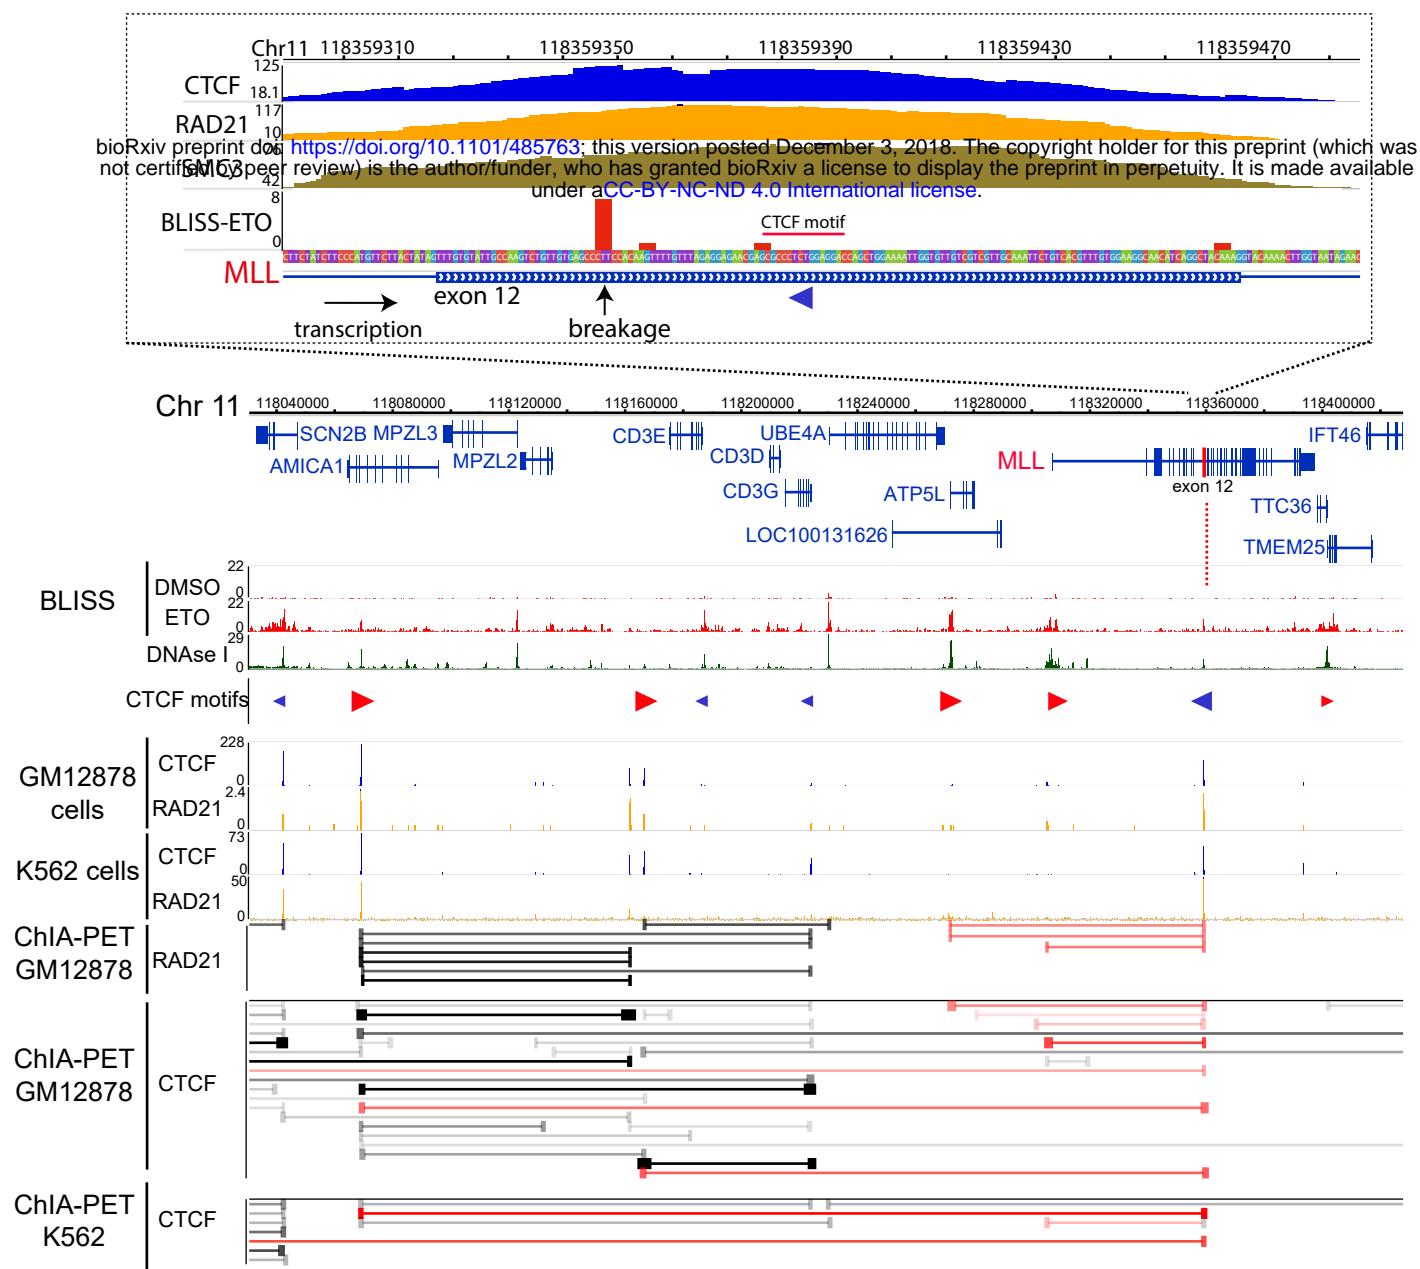 Chr11 118359310 118359350 118359390 118359430 118359470
125
CTCF
18.1
117
RAD21
10
76
bioRxiv preprint doi: https://doi.org/10.1101/485763; this version posted December 3, 2018. The copyright holder for this preprint (which was
not certified by peer review) is the author/funder, who has granted bioRxiv a license to display the preprint in perpetuity. It is made available
under aCC-BY-NC-ND 4.0 International license.
SMC3
42
8
BLISS-ETO
0
CTCF motif
MLL
exon 12
transcription
breakage
Chr 11 118040000 118080000 118120000 118160000 118200000 118240000 118280000 118320000 118360000 118400000
SCN2B MPZL3 CD3E UBE4A IFT46
AMICA1 MPZL2 CD3D MLL
exon 12
CD3G ATP5L TTC36
LOC100131626 TMEM25
BLISS
22
DMSO
0
22
ETO
0
29
DNAse I
0
CTCF motifs
GM12878
cells
228
CTCF
0
2.4
RAD21
0
K562 cells
73
CTCF
0
50
RAD21
0
ChIA-PET
GM12878
RAD21
ChIA-PET
GM12878
CTCF
ChIA-PET
K562
CTCF